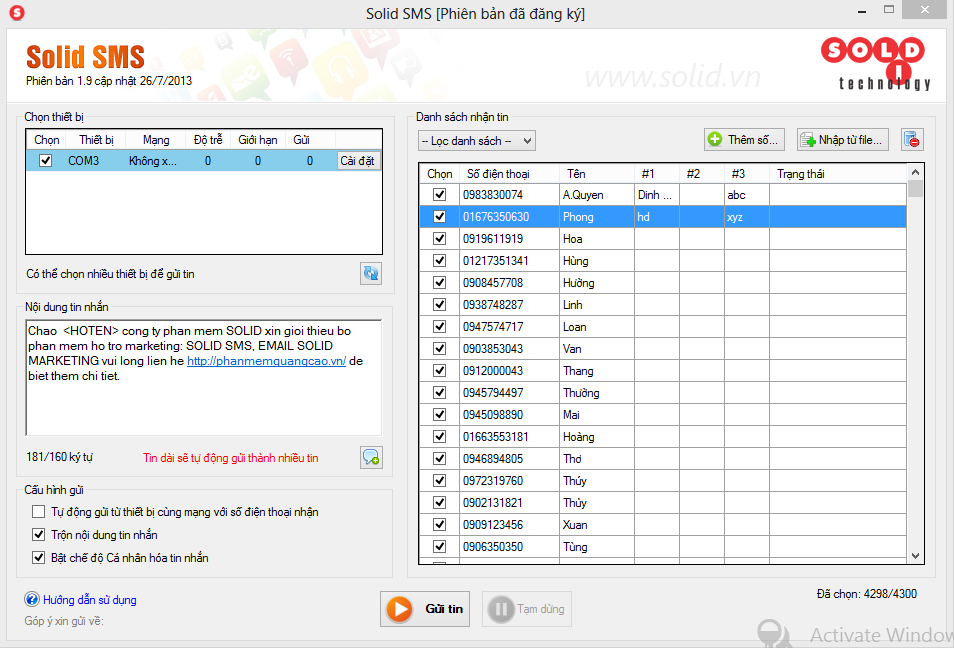 Solid SMS [Phiên bản đã đăng ký]
Solid SMS
Phiên bản 1.9 cập nhật 26/7/2013
www.solid.vn
SOLID
technology
Chọn thiết bị
Chọn Thiết bị Mạng Độ trễ Giới hạn Gửi
COM3 Không x... 0 0 0 Cài đặt
Có thể chọn nhiều thiết bị để gửi tin
Nội dung tin nhắn
Chao <HOTEN> cong ty phan mem SOLID xin gioi thieu bo
phan mem ho tro marketing: SOLID SMS, EMAIL SOLID
MARKETING vui long lien he http://phanmemquangcao.vn/ de
biet them chi tiet.
181/160 ký tự
Tin dài sẽ tự động gửi thành nhiều tin
Cấu hình gửi
Tự động gửi từ thiết bị cùng mạng với số điện thoại nhận
Trộn nội dung tin nhắn
Bật chế độ Cá nhân hóa tin nhắn
Hướng dẫn sử dụng
Góp ý xin gửi về:
Danh sách nhận tin
-- Lọc danh sách --
Thêm số...
Nhập từ file...
Chọn Số điện thoại Tên #1 #2 #3 Trạng thái
0983830074 A.Quyen Dinh ... abc
01676350630 Phong hd xyz
0919611919 Hoa
01217351341 Hùng
0908457708 Hường
0938748287 Linh
0947574717 Loan
0903853043 Van
0912000043 Thang
0945794497 Thường
0945098890 Mai
01663553181 Hoàng
0946894805 Thơ
0972319760 Thúy
0902131821 Thủy
0909123456 Xuan
0906350350 Tùng
Gửi tin
Tạm dừng
Đã chọn: 4298/4300
Activate Window